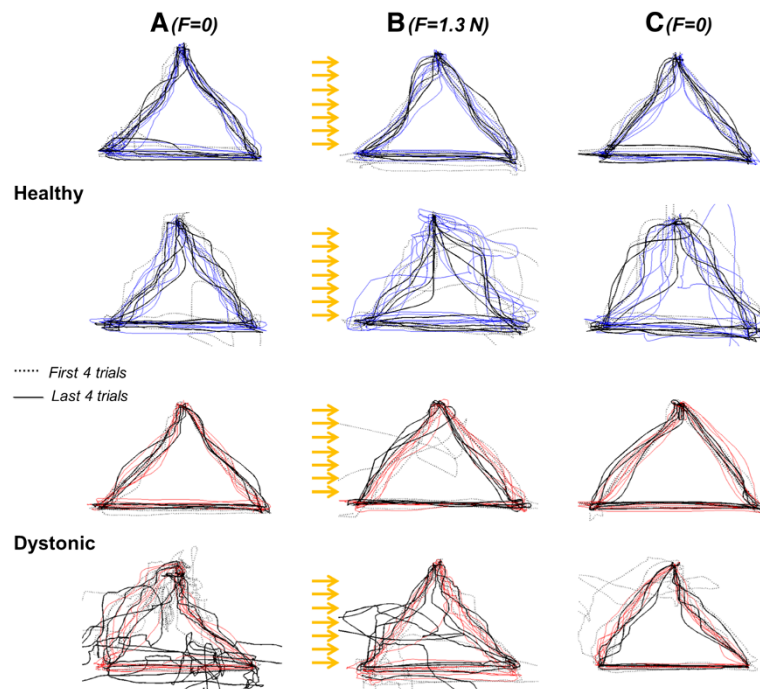 A (F=0)
B (F=1.3 N)
C (F=0)
Healthy
First 4 trials
Last 4 trials
Dystonic